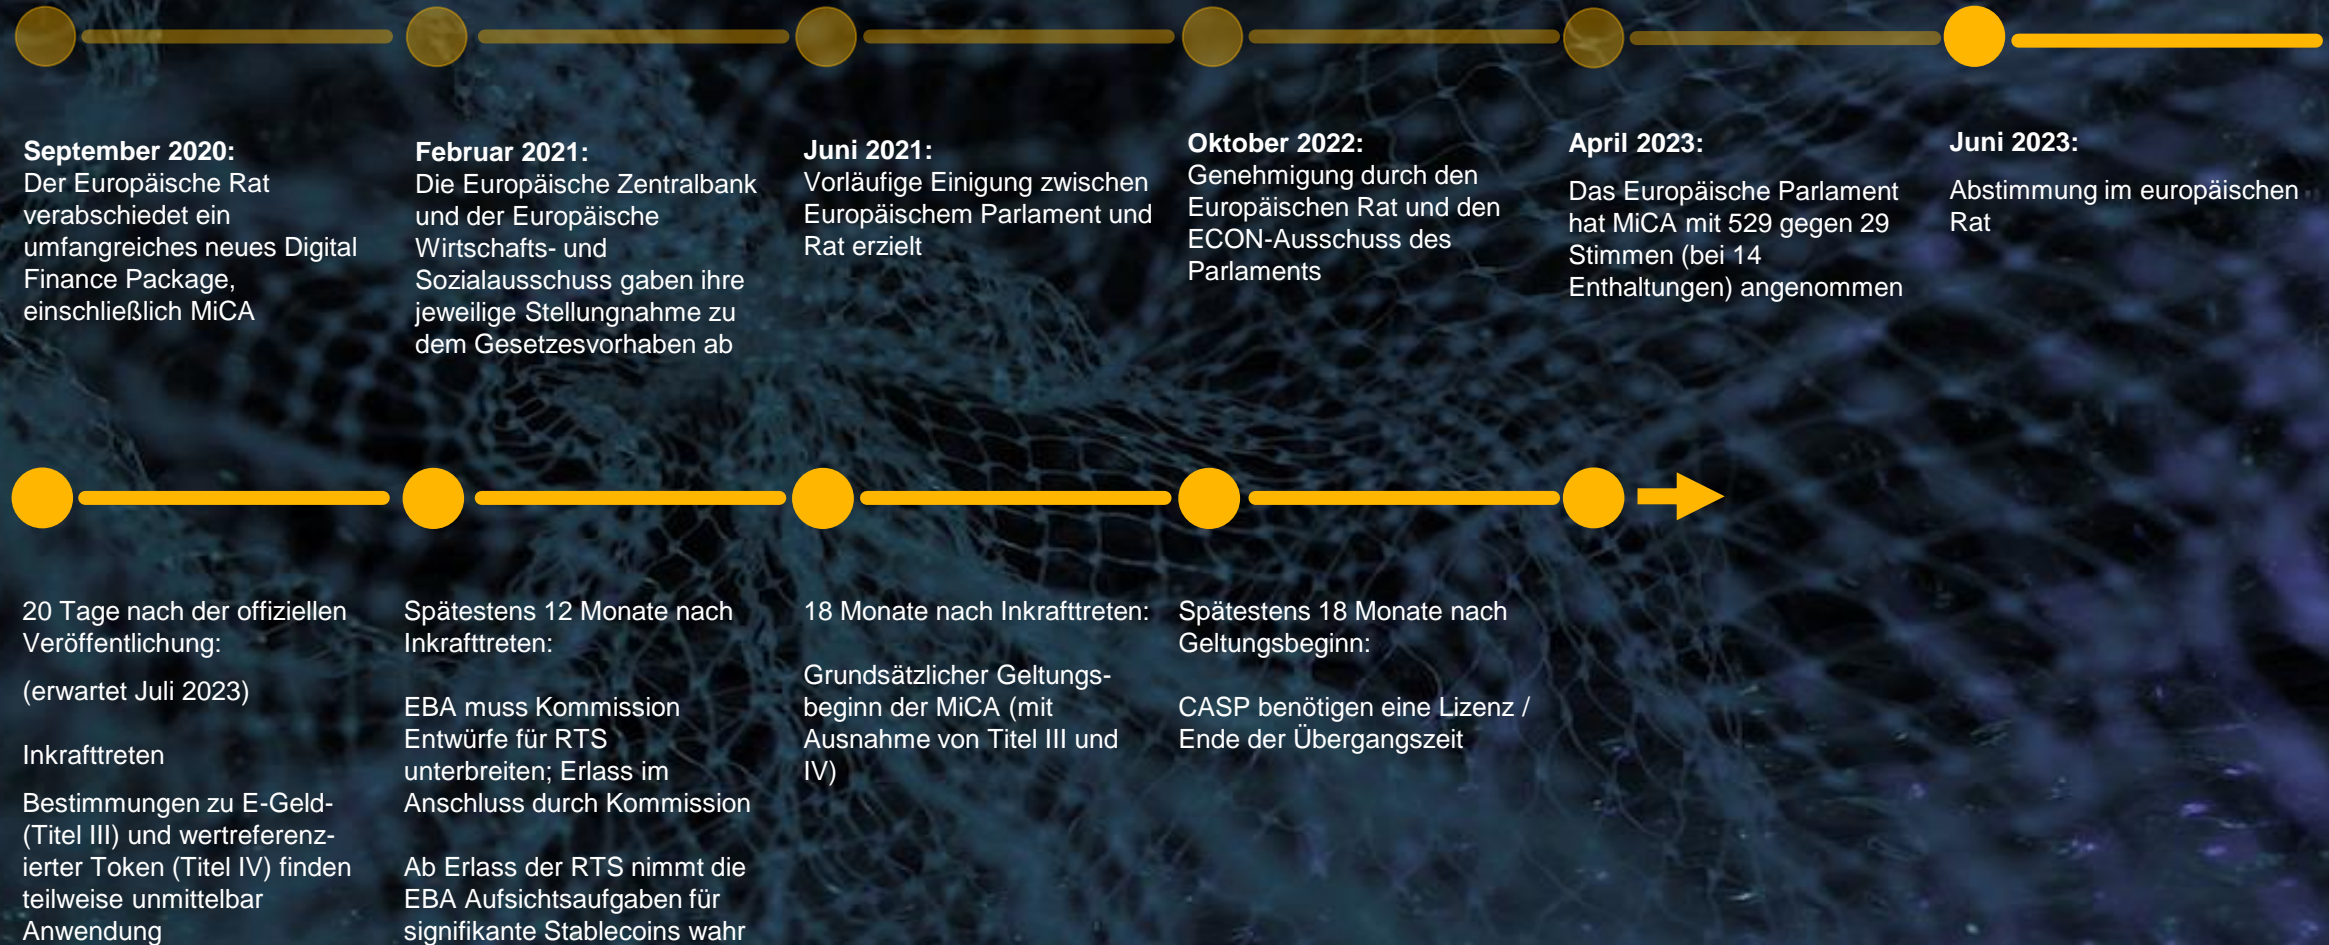 September 2020:
Der Europäische Rat
verabschiedet ein
umfangreiches neues Digital
Finance Package,
einschließlich MiCA
Februar 2021:
Die Europäische Zentralbank
und der Europäische
Wirtschafts- und
Sozialausschuss gaben ihre
jeweilige Stellungnahme zu
dem Gesetzesvorhaben ab
Juni 2021:
Vorläufige Einigung zwischen
Europäischem Parlament und
Rat erzielt
Oktober 2022:
Genehmigung durch den
Europäischen Rat und den
ECON-Ausschuss des
Parlaments
April 2023:
Das Europäische Parlament
hat MiCA mit 529 gegen 29
Stimmen (bei 14
Enthaltungen) angenommen
Juni 2023:
Abstimmung im europäischen
Rat
20 Tage nach der offiziellen
Veröffentlichung:
(erwartet Juli 2023)
Inkrafttreten
Bestimmungen zu E-Geld-
(Titel III) und wertreferenz-
ierter Token (Titel IV) finden
teilweise unmittelbar
Anwendung
Spätestens 12 Monate nach
Inkrafttreten:
EBA muss Kommission
Entwürfe für RTS
unterbreiten; Erlass im
Anschluss durch Kommission
Ab Erlass der RTS nimmt die
EBA Aufsichtsaufgaben für
signifikante Stablecoins wahr
18 Monate nach Inkrafttreten:
Grundsätzlicher Geltungs-
beginn der MiCA (mit
Ausnahme von Titel III und
IV)
Spätestens 18 Monate nach
Geltungsbeginn:
CASP benötigen eine Lizenz /
Ende der Übergangszeit